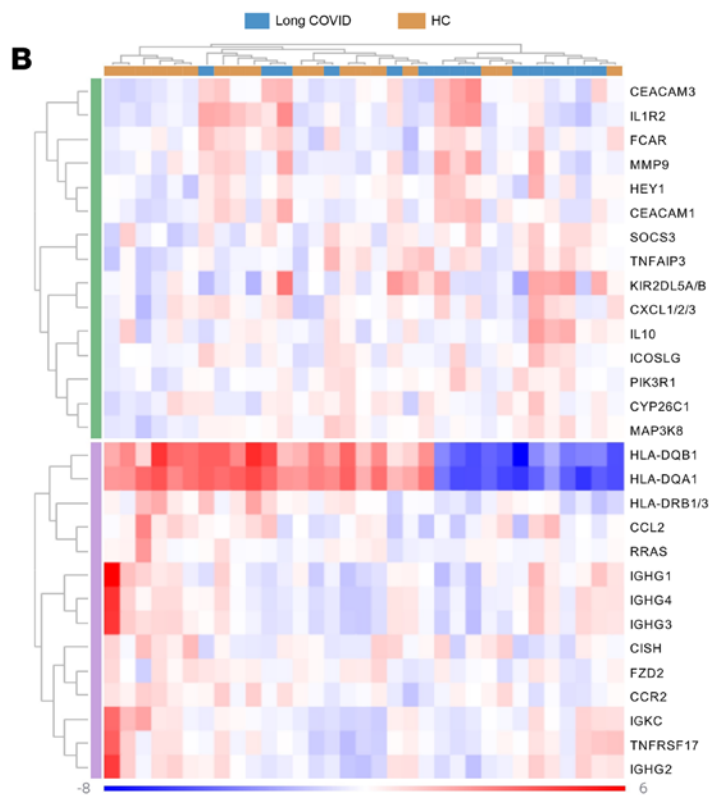 Long COVID HC
B
CEACAM3
IL1R2
FCAR
MMP9
HEY1
CEACAM1
SOCS3
TNFAIP3
KIR2DL5A/B
CXCL1/2/3
IL10
ICOSLG
PIK3R1
CYP26C1
MAP3K8
HLA-DQB1
HLA-DQA1
HLA-DRB1/3
CCL2
RRAS
IGHG1
IGHG4
IGHG3
CISH
FZD2
CCR2
IGKC
TNFRSF17
IGHG2
-8 6